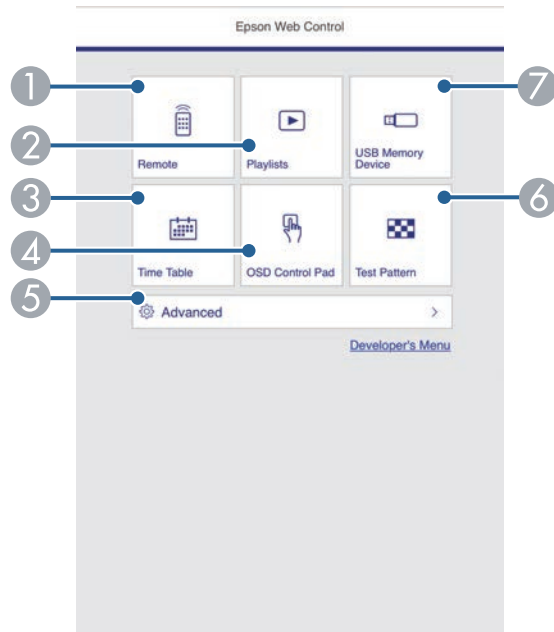 Epson Web Control
1
7
2
Remote
Playlists
USB Memory
Device
3
6
4
Time Table
OSD Control Pad
Test Pattern
5
Advanced
Developer's Menu